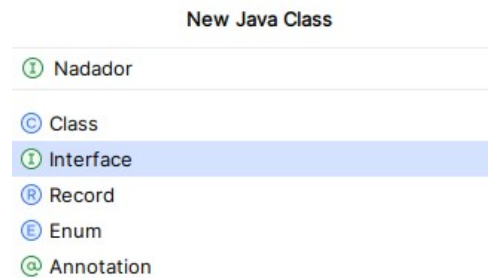 New Java Class
I Nadador
C Class
I Interface
R Record
E Enum
@ Annotation